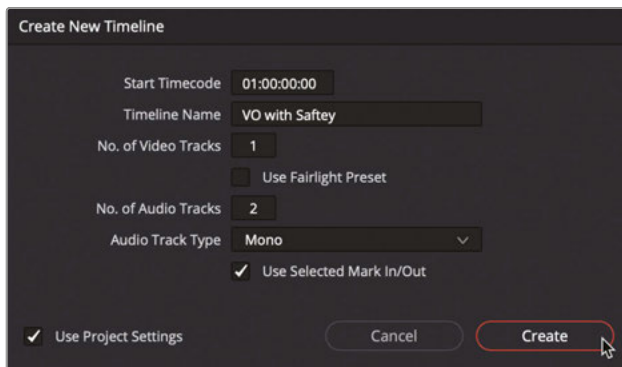 Create New Timeline
Start Timecode 01:00:00:00
Timeline Name VO with Saftey
No. of Video Tracks 1
Use Fairlight Preset
No. of Audio Tracks 2
Audio Track Type Mono
Use Selected Mark In/Out
Use Project Settings Cancel Create